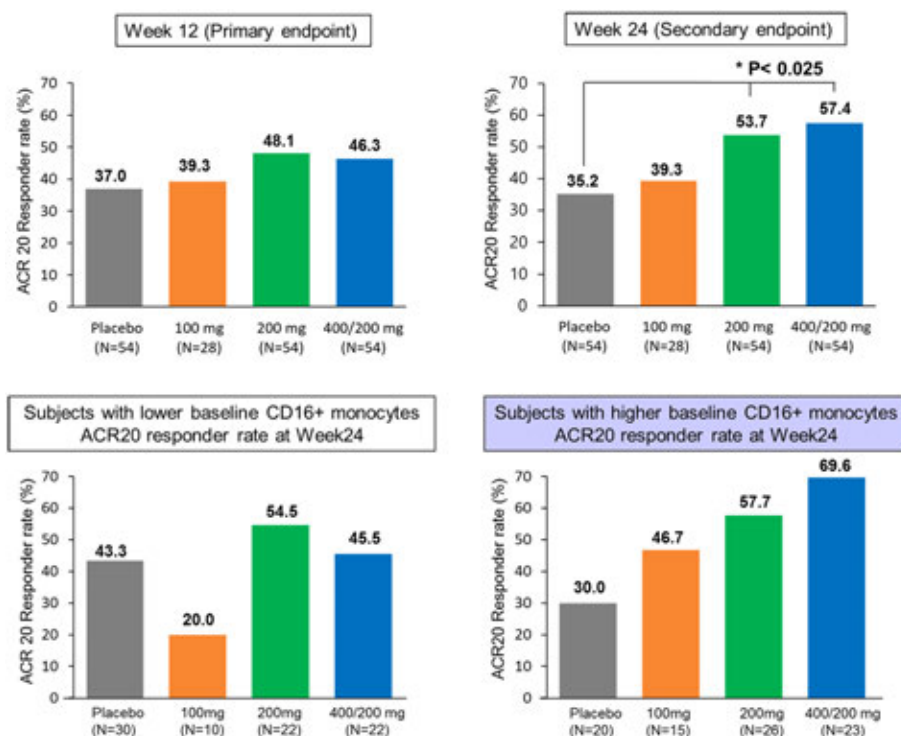 Week 12 (Primary endpoint)
ACR 20 Responder rate (%)
70
60
50
40
30
20
10
0
37.0
39.3
48.1
46.3
Placebo 100 mg 200 mg 400/200 mg
(N=54) (N=28) (N=54) (N=54)
Week 24 (Secondary endpoint)
* P< 0.025
ACR20 Responder rate (%)
70
60
50
40
30
20
10
0
35.2
39.3
53.7
57.4
Placebo 100 mg 200 mg 400/200 mg
(N=54) (N=28) (N=54) (N=54)
Subjects with lower baseline CD16+ monocytes
ACR20 responder rate at Week24
ACR 20 Responder rate (%)
70
60
50
40
30
20
10
0
43.3
20.0
54.5
45.5
Placebo 100mg 200mg 400/200 mg
(N=30) (N=10) (N=22) (N=22)
Subjects with higher baseline CD16+ monocytes
ACR20 responder rate at Week24
ACR20 Responder rate (%)
70
60
50
40
30
20
10
0
30.0
46.7
57.7
69.6
Placebo 100mg 200mg 400/200 mg
(N=20) (N=15) (N=26) (N=23)